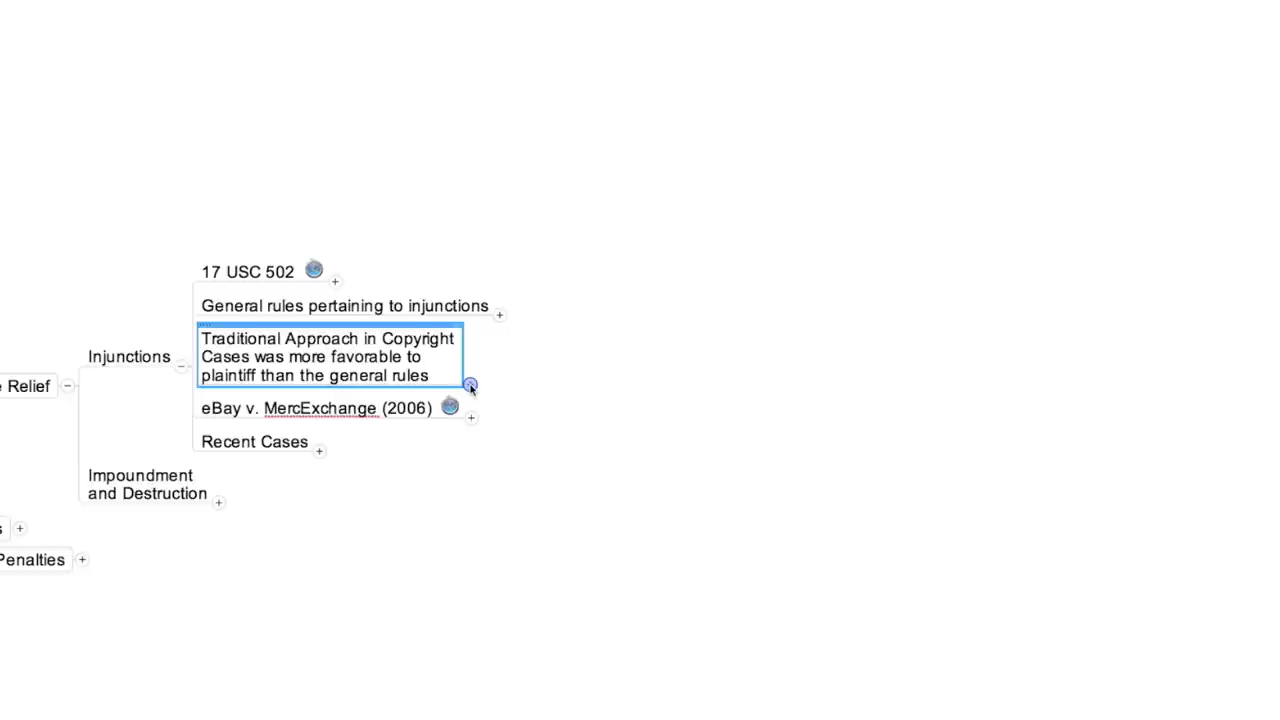 17 USC 502
General rules pertaining to injunctions
Traditional Approach in Copyright
Cases was more favorable to
plaintiff than the general rules
Injunctions
e Relief
eBay v. MercExchange (2006)
Recent Cases
Impoundment
and Destruction
s
Penalties